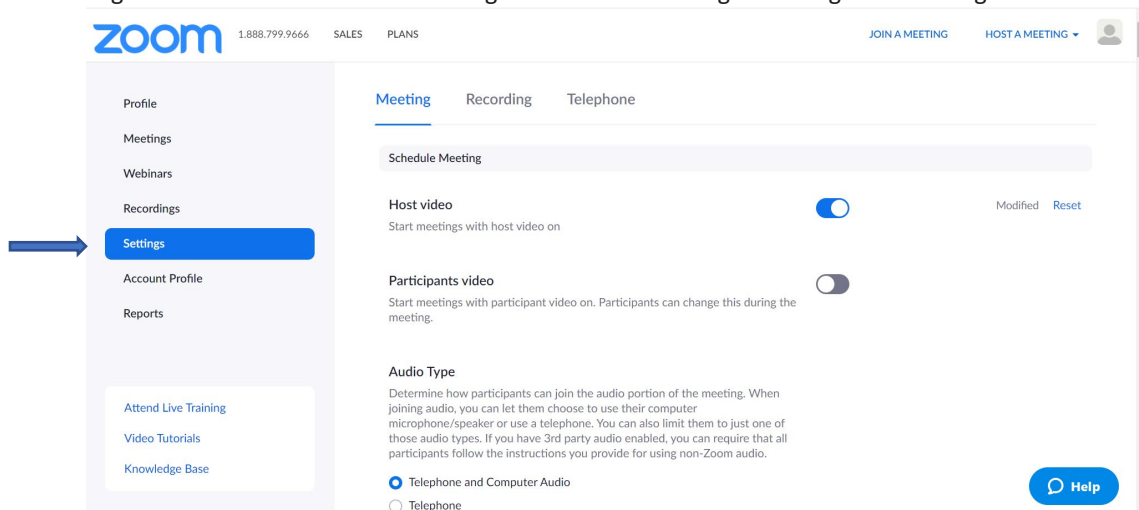 zoom 1.888.799.9666 SALES PLANS JOIN A MEETING HOST A MEETING
Profile
Meetings
Webinars
Recordings
Settings
Account Profile
Reports
Attend Live Training
Video Tutorials
Knowledge Base
Meeting Recording Telephone
Schedule Meeting
Host video
Start meetings with host video on
Modified Reset
Participants video
Start meetings with participant video on. Participants can change this during the
meeting.
Audio Type
Determine how participants can join the audio portion of the meeting. When
joining audio, you can let them choose to use their computer
microphone/speaker or use a telephone. You can also limit them to just one of
those audio types. If you have 3rd party audio enabled, you can require that all
participants follow the instructions you provide for using non-Zoom audio.
Telephone and Computer Audio
Telephone
Help